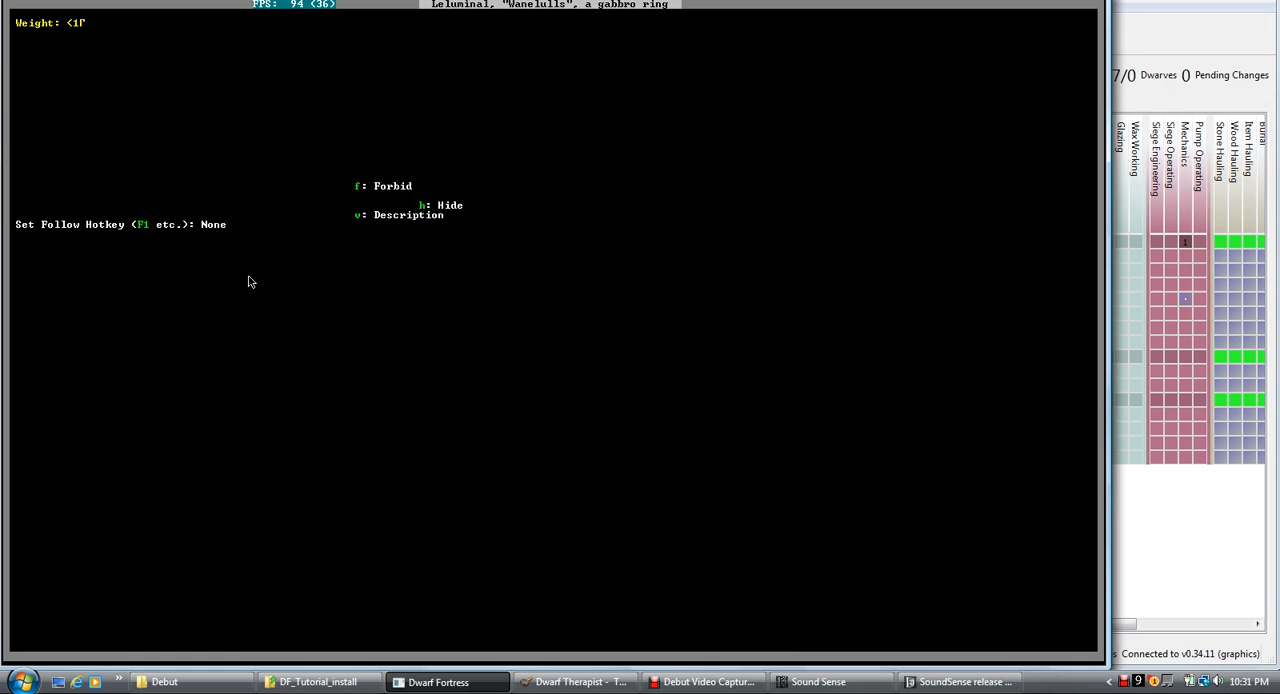 FPS: 94 (36)
Leluminal, "Wanelulls", a gabbro ring
Weight: <1Γ
f: Forbid
h: Hide
v: Description
Set Follow Hotkey (F1 etc.): None
7/0 Dwarves 0 Pending Changes
Glazing
Wax Working
Siege Engineering
Siege Operating
Mechanics
Pump Operating
Stone Hauling
Wood Hauling
Item Hauling
Burial
1
Connected to v0.34.11 (graphics)
Debut
DF_Tutorial_install
Dwarf Fortress
Dwarf Therapist - T...
Debut Video Captur...
Sound Sense
SoundSense release ...
9
10:31 PM